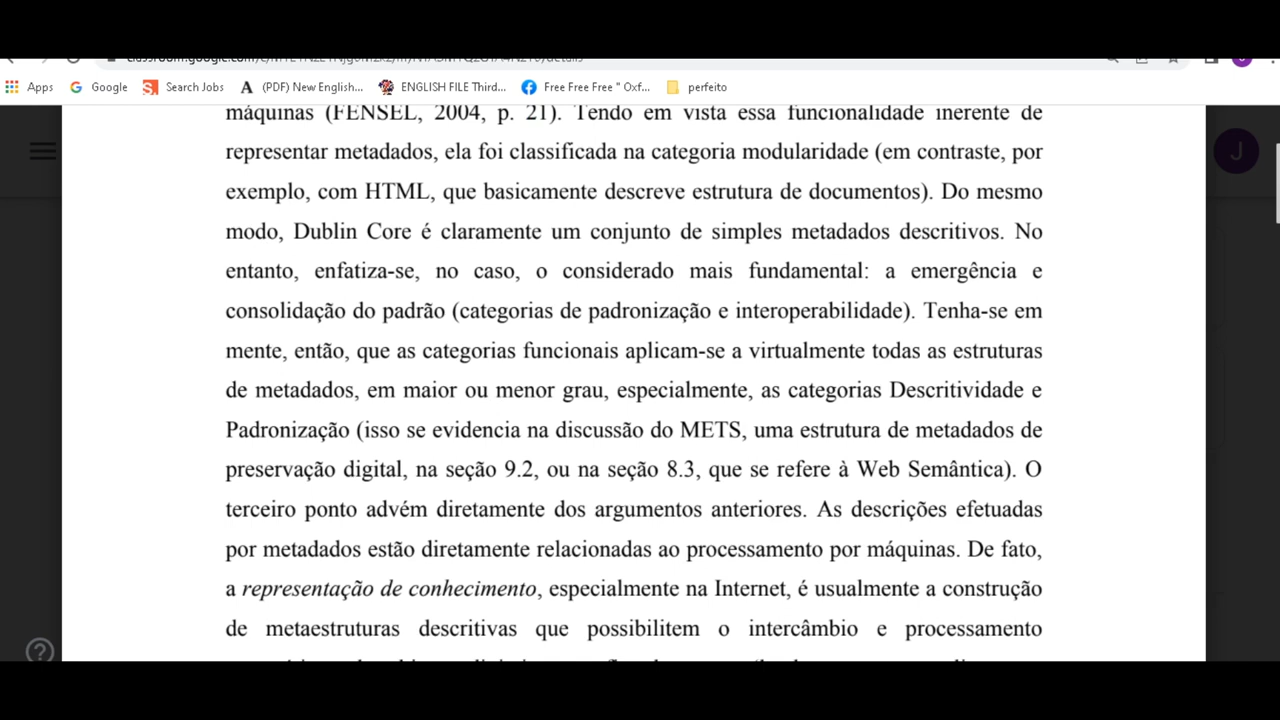 Apps
Google
Search Jobs
(PDF) New English...
ENGLISH FILE Third...
Free Free Free " Oxf...
perfeito
J
máquinas (FENSEL, 2004, p. 21). Tendo em vista essa funcionalidade inerente de
representar metadados, ela foi classificada na categoria modularidade (em contraste, por
exemplo, com HTML, que basicamente descreve estrutura de documentos). Do mesmo
modo, Dublin Core é claramente um conjunto de simples metadados descritivos. No
entanto, enfatiza-se, no caso, o considerado mais fundamental: a emergência e
consolidação do padrão (categorias de padronização e interoperabilidade). Tenha-se em
mente, então, que as categorias funcionais aplicam-se a virtualmente todas as estruturas
de metadados, em maior ou menor grau, especialmente, as categorias Descritividade e
Padronização (isso se evidencia na discussão do METS, uma estrutura de metadados de
preservação digital, na seção 9.2, ou na seção 8.3, que se refere à Web Semântica). O
terceiro ponto advém diretamente dos argumentos anteriores. As descrições efetuadas
por metadados estão diretamente relacionadas ao processamento por máquinas. De fato,
a representação de conhecimento, especialmente na Internet, é usualmente a construção
de metaestruturas descritivas que possibilitem o intercâmbio e processamento